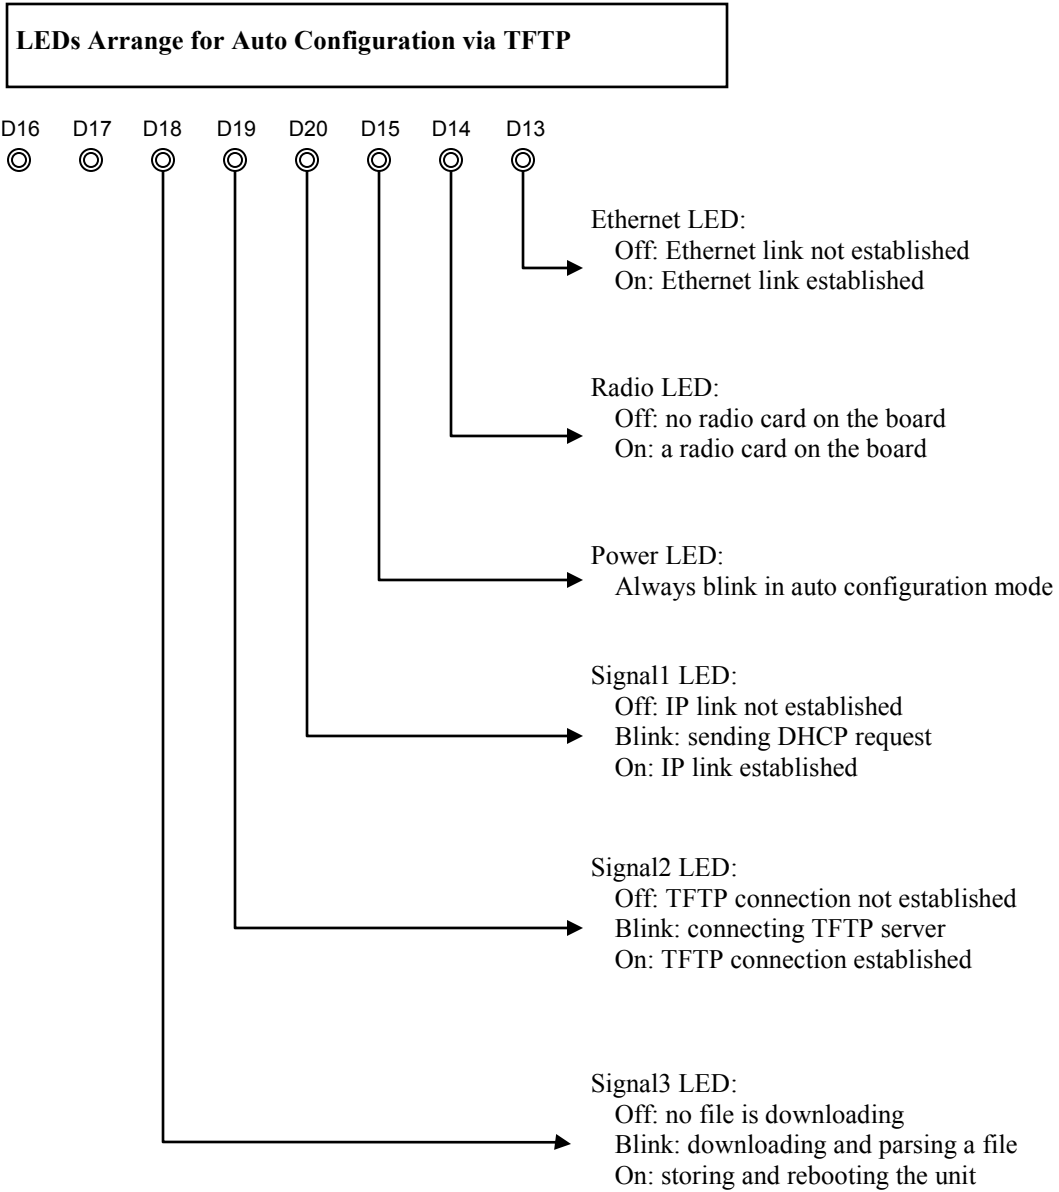 LEDs Arrange for Auto Configuration via TFTP
D16 D17 D18 D19 D20 D15 D14 D13
Ethernet LED:
Off: Ethernet link not established
On: Ethernet link established
Radio LED:
Off: no radio card on the board
On: a radio card on the board
Power LED:
Always blink in auto configuration mode
Signal1 LED:
Off: IP link not established
Blink: sending DHCP request
On: IP link established
Signal2 LED:
Off: TFTP connection not established
Blink: connecting TFTP server
On: TFTP connection established
Signal3 LED:
Off: no file is downloading
Blink: downloading and parsing a file
On: storing and rebooting the unit